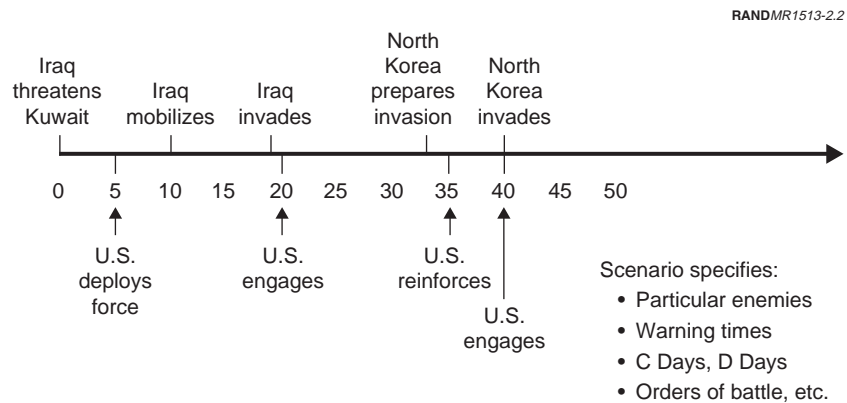 RANDMR1513-2.2
Iraq
threatens
Kuwait
Iraq
mobilizes
Iraq
invades
North
Korea
prepares
invasion
North
Korea
invades
0 5 10 15 20 25 30 35 40 45 50
U.S.
deploys
force
U.S.
engages
U.S.
reinforces
U.S.
engages
Scenario specifies:
• Particular enemies
• Warning times
• C Days, D Days
• Orders of battle, etc.